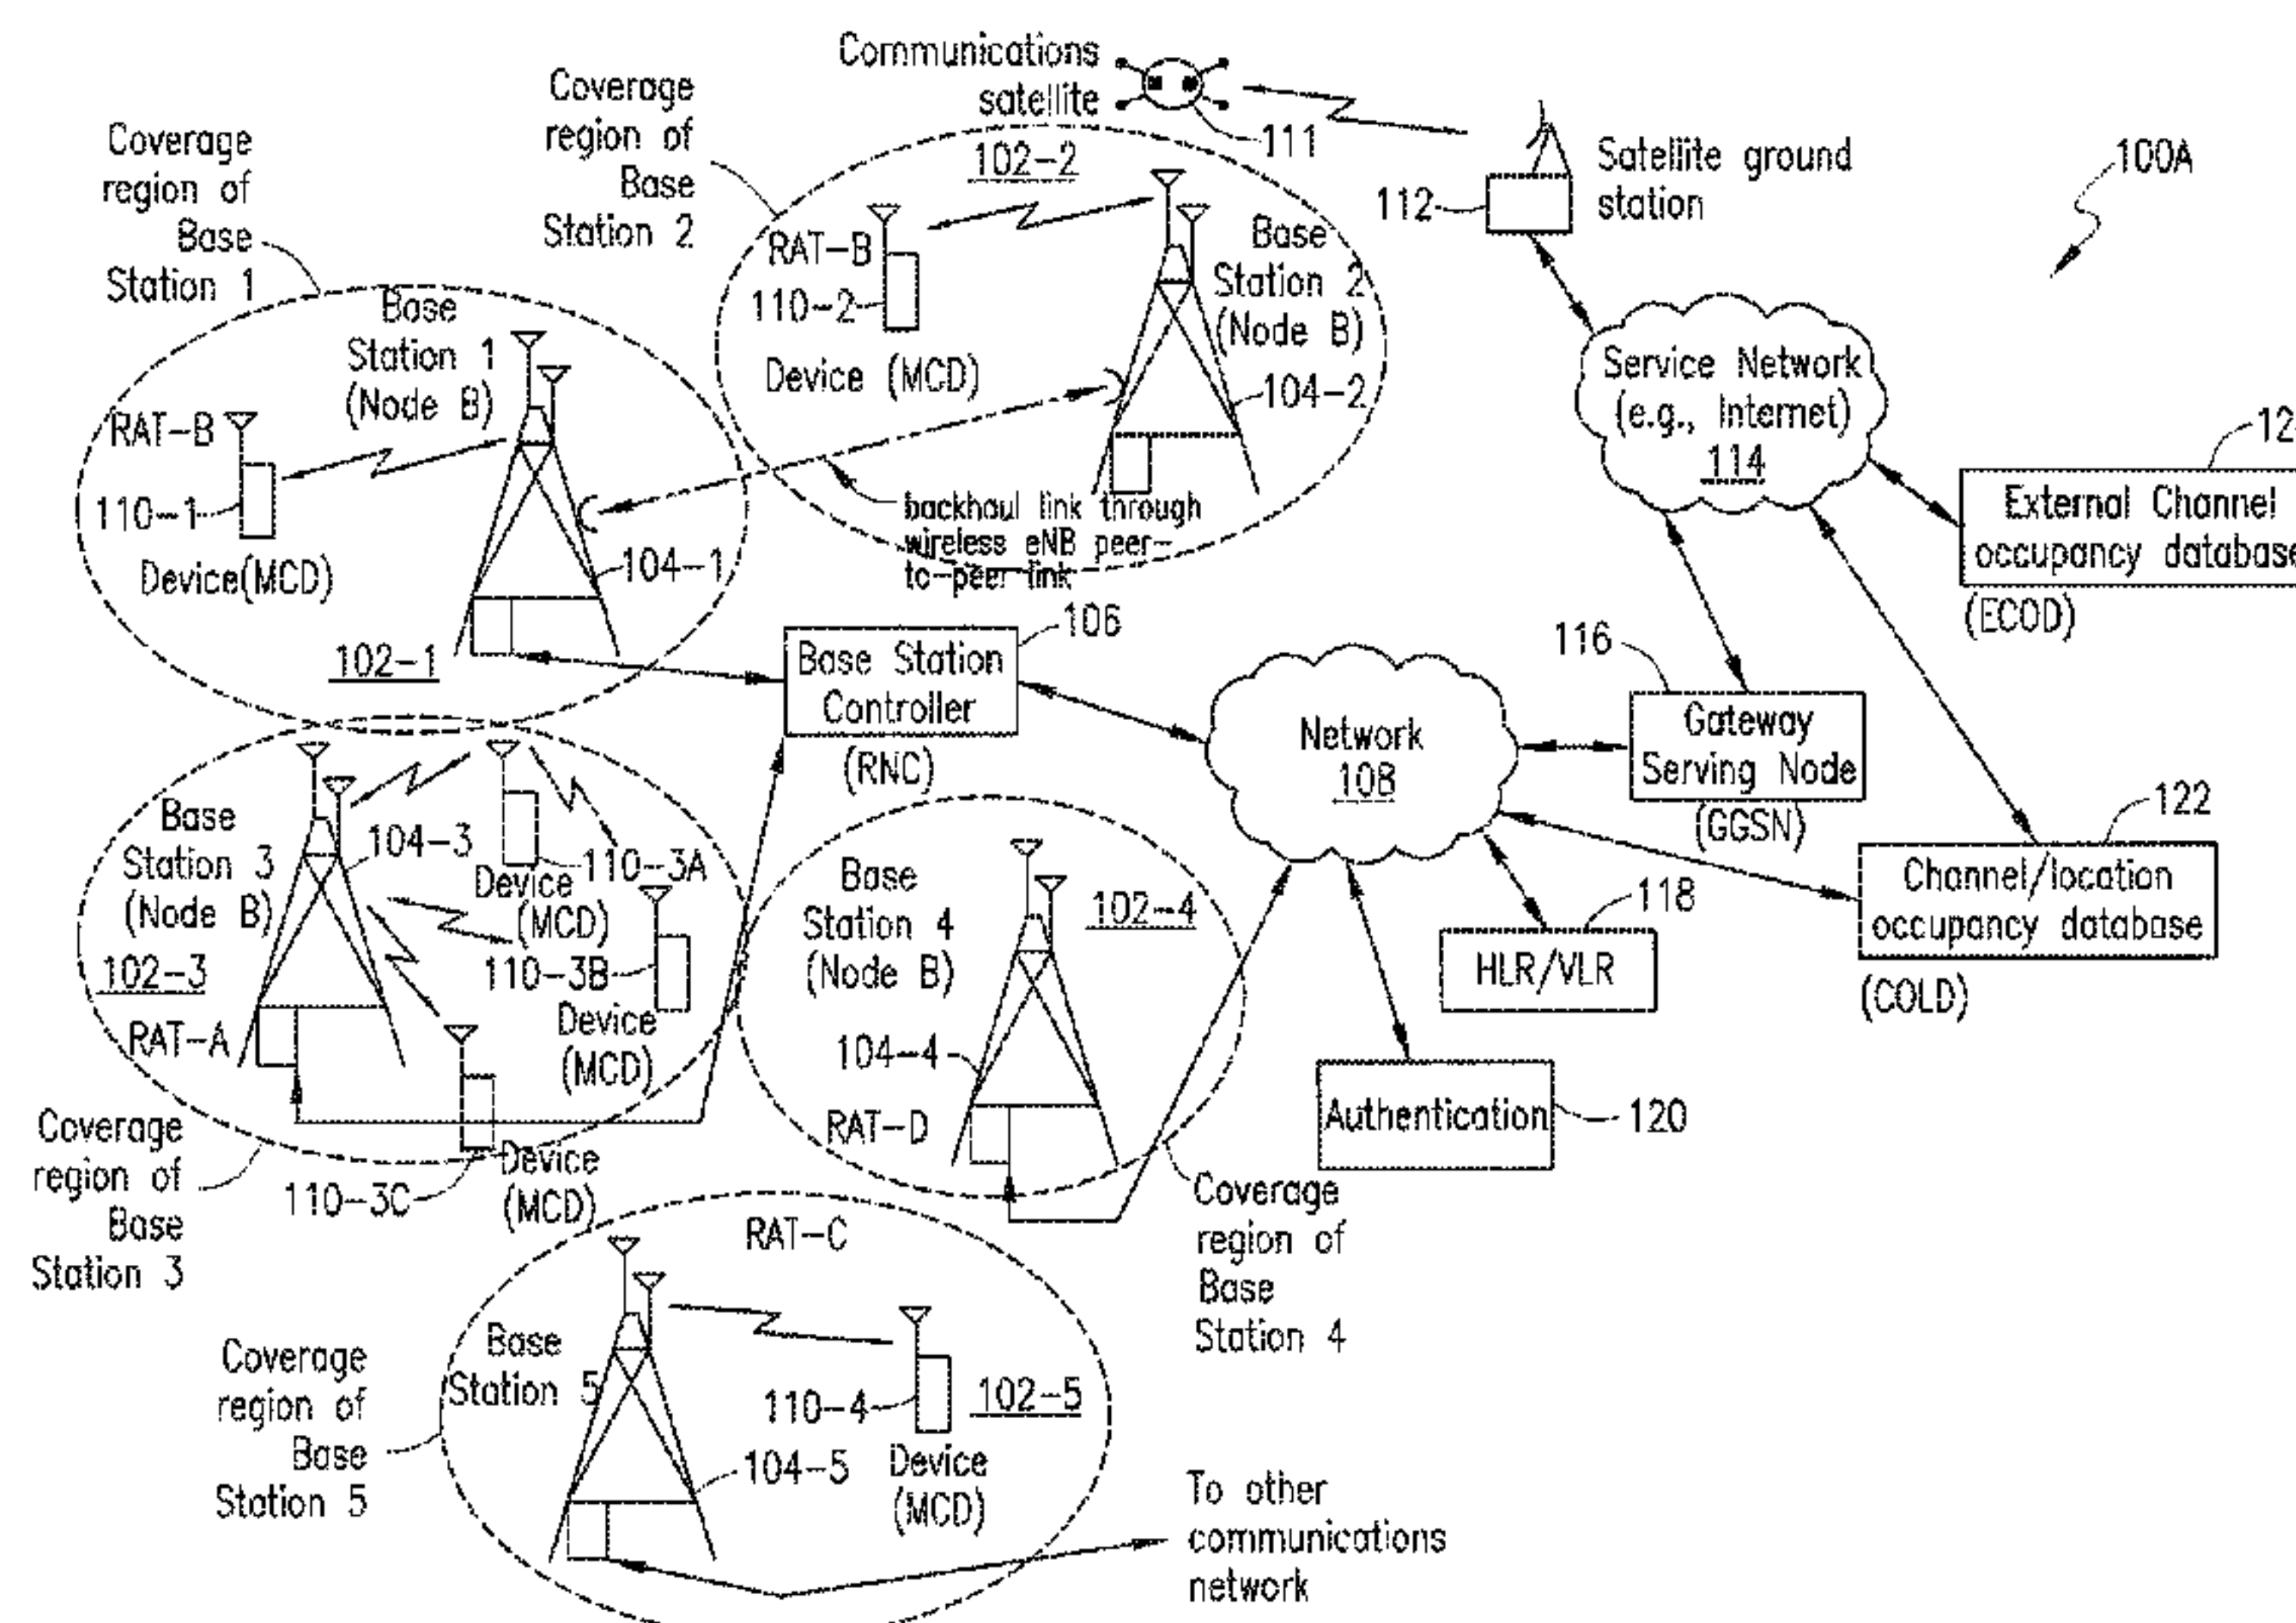 Communications
satellite
111
Coverage
region of
Base
Station 2
Coverage
region of
Base
Station 1
102-2
RAT-B
110-2
Device (MCD)
Base
Station 2
(Node B)
104-2
112
Satellite ground
station
100A
Base
Station 1
(Node B)
RAT-B
110-1
Device(MCD)
104-1
102-1
backhaul link through
wireless eNB peer-
to-peer link
Service Network
(e.g., Internet)
114
External Channel
occupancy database
(ECOD)
106
Base Station
Controller
(RNC)
Network
108
116
Gateway
Serving Node
(GGSN)
122
Channel/location
occupancy database
(COLD)
118
HLR/VLR
Authentication
120
Base
Station 3
(Node B)
102-3
104-3
RAT-A
110-3A
Device
(MCD)
110-3B
Device
(MCD)
110-3C
Device
(MCD)
Coverage
region of
Base
Station 3
Base
Station 4
(Node B)
102-4
104-4
RAT-D
Coverage
region of
Base
Station 4
RAT-C
Base
Station 5
110-4
102-5
Device
(MCD)
104-5
Coverage
region of
Base
Station 5
To other
communications
network